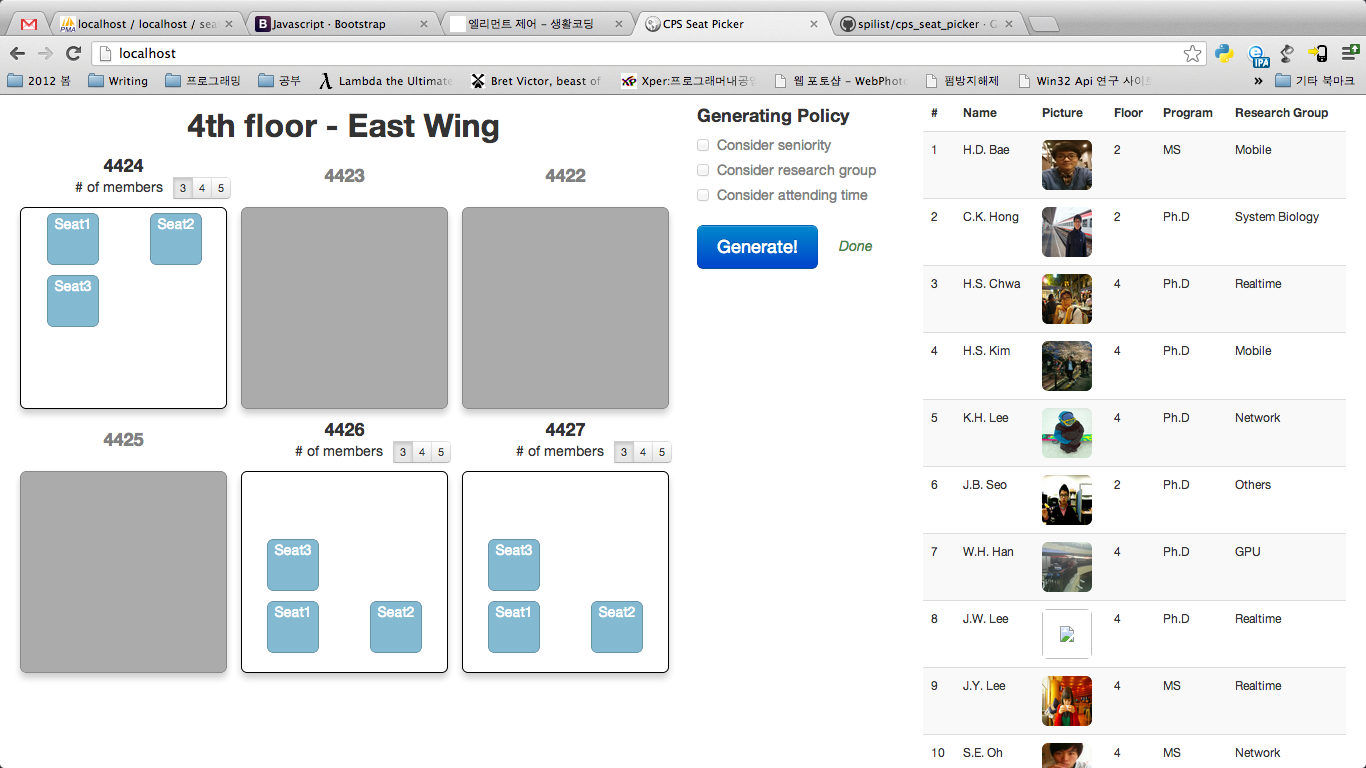 localhost / localhost / sea
Javascript · Bootstrap
엘리먼트 제어 – 생활코딩
CPS Seat Picker
spilist/cps_seat_picker · G
localhost
2012 봄
Writing
프로그래밍
공부
Lambda the Ultimate
Bret Victor, beast of
Xper:프로그래머내공
웹 포토샵 – WebPhoto
펌방지해제
Win32 Api 연구 사이트
»
기타 북마크
4th floor - East Wing
4424
# of members 3 4 5
4423
4422
Seat1 Seat2
Seat3
4425
4426
# of members 3 4 5
4427
# of members 3 4 5
Seat3
Seat1 Seat2
Seat3
Seat1 Seat2
Generating Policy
Consider seniority
Consider research group
Consider attending time
Generate! Done
# Name Picture Floor Program Research Group
1 H.D. Bae 2 MS Mobile
2 C.K. Hong 2 Ph.D System Biology
3 H.S. Chwa 4 Ph.D Realtime
4 H.S. Kim 4 Ph.D Mobile
5 K.H. Lee 4 Ph.D Network
6 J.B. Seo 2 Ph.D Others
7 W.H. Han 4 Ph.D GPU
8 J.W. Lee 4 Ph.D Realtime
9 J.Y. Lee 4 MS Realtime
10 S.E. Oh 4 MS Network